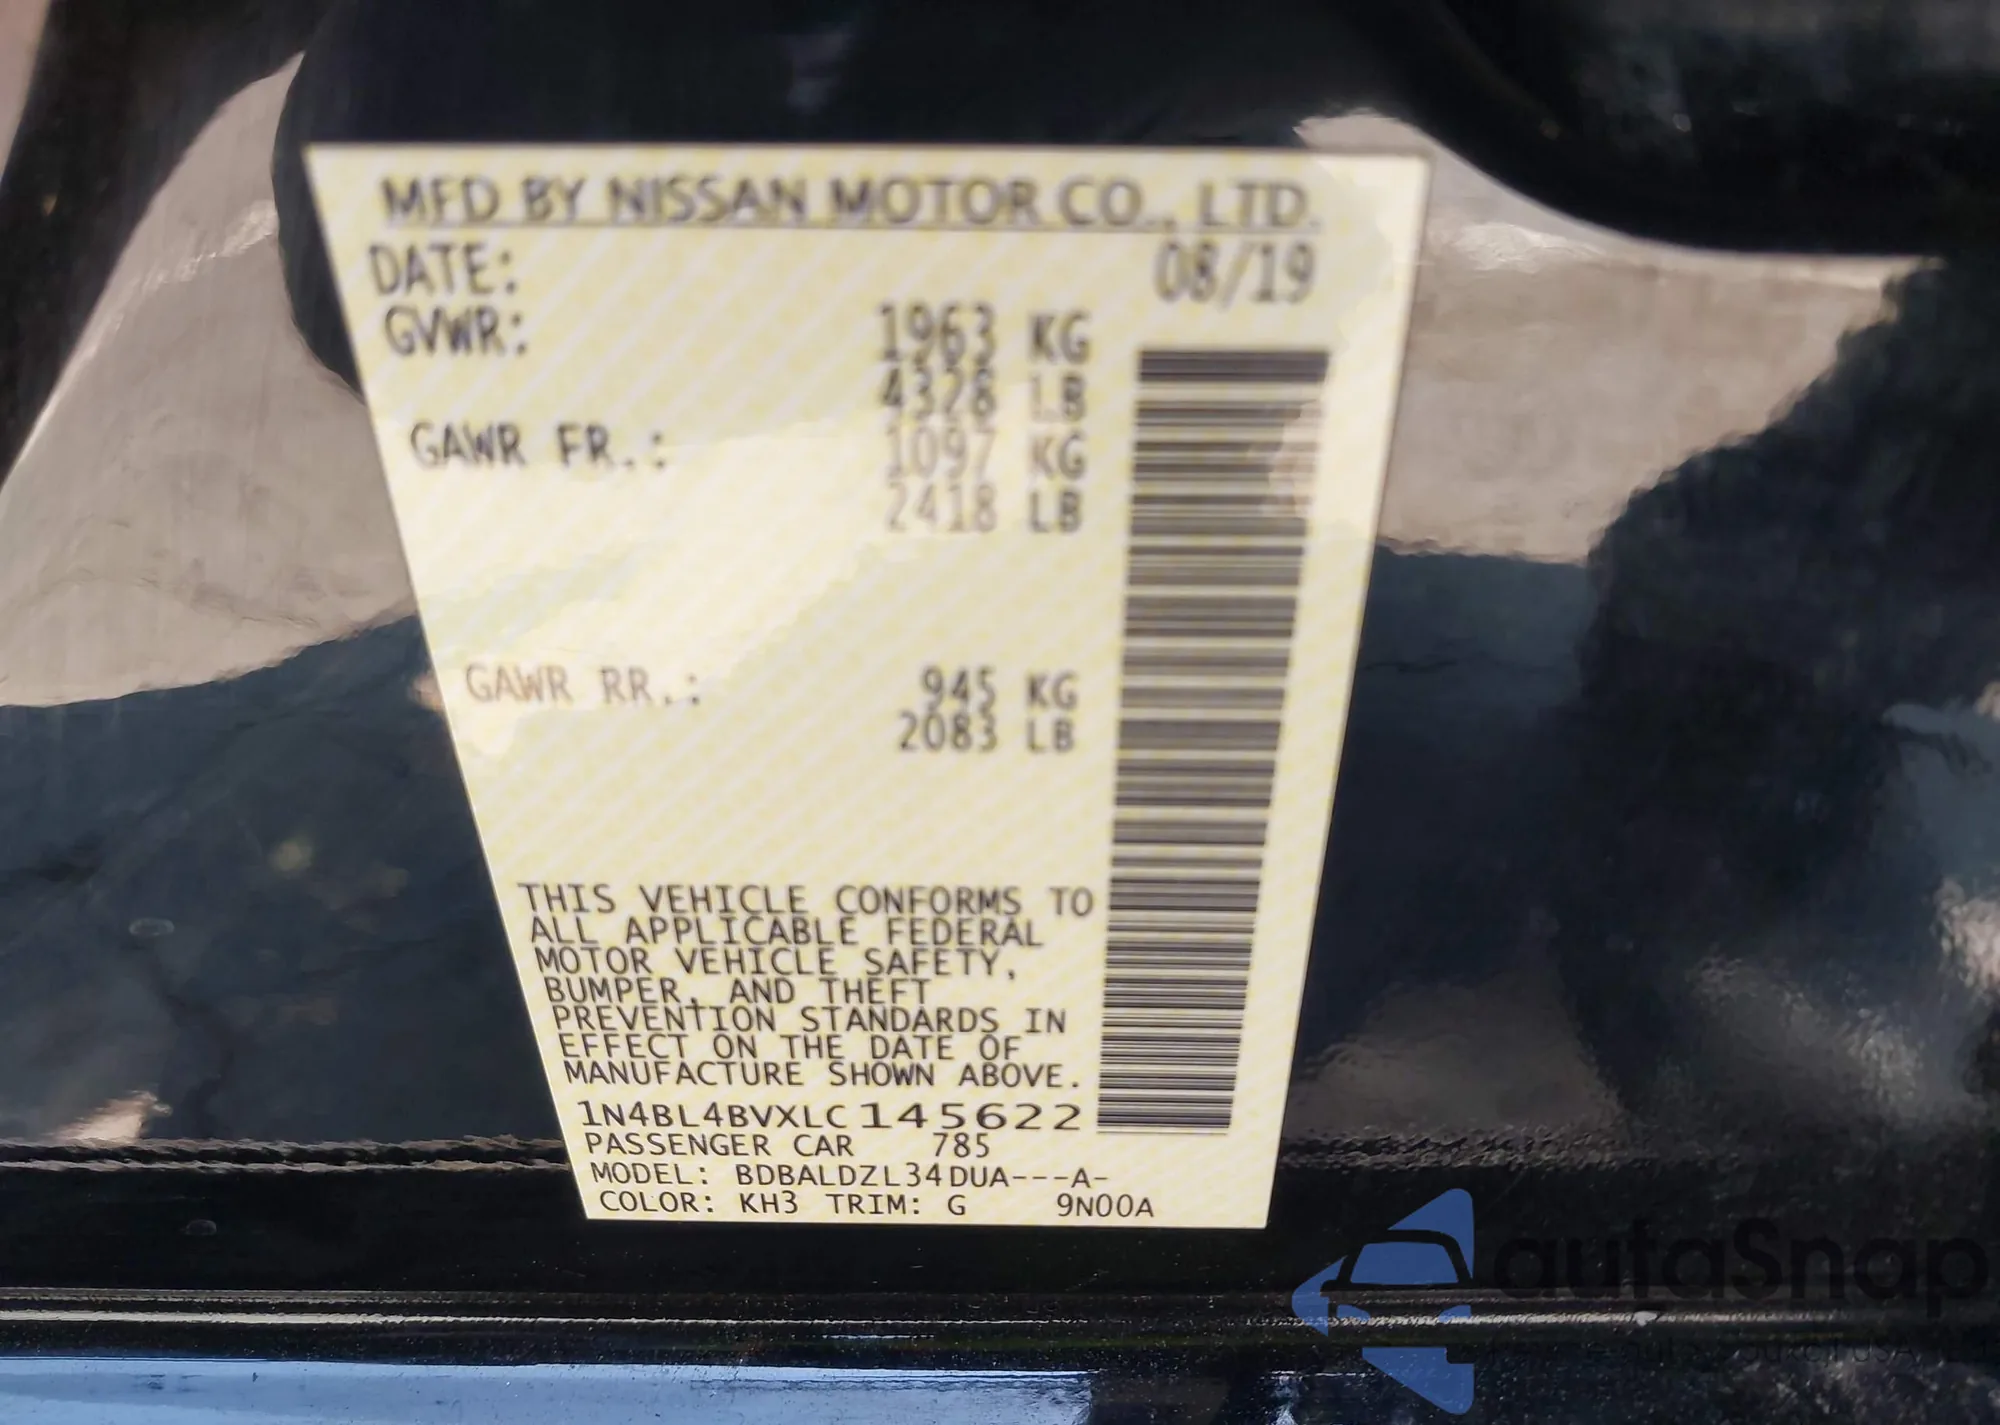 MFD BY NISSAN MOTOR CO., LTD.
DATE: 08/19
GVWR: 1963 KG
4328 LB
GAWR FR.: 1097 KG
2418 LB
GAWR RR.: 945 KG
2083 LB
THIS VEHICLE CONFORMS TO
ALL APPLICABLE FEDERAL
MOTOR VEHICLE SAFETY,
BUMPER, AND THEFT
PREVENTION STANDARDS IN
EFFECT ON THE DATE OF
MANUFACTURE SHOWN ABOVE.
1N4BL4BVXLC145622
PASSENGER CAR 785
MODEL: BDBALDZL34DUA---A-
COLOR: KH3 TRIM: G 9N00A
autaSnap